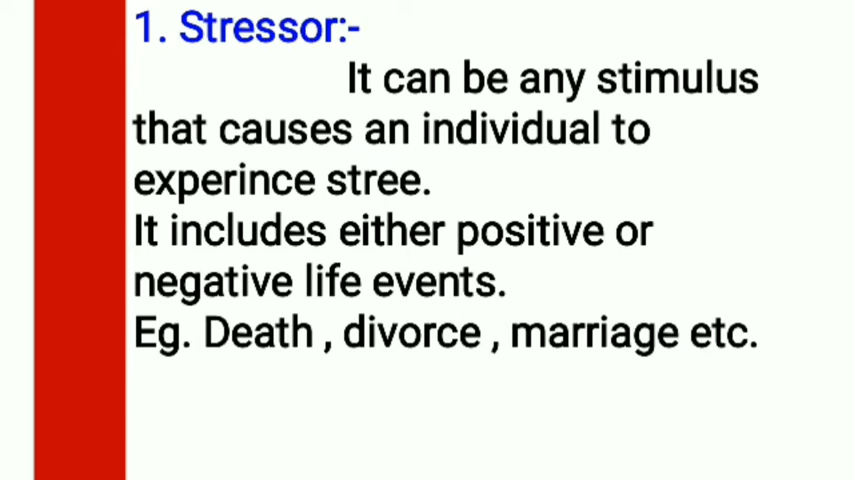 1. Stressor:-
It can be any stimulus
that causes an individual to
experince stree.
It includes either positive or
negative life events.
Eg. Death , divorce , marriage etc.